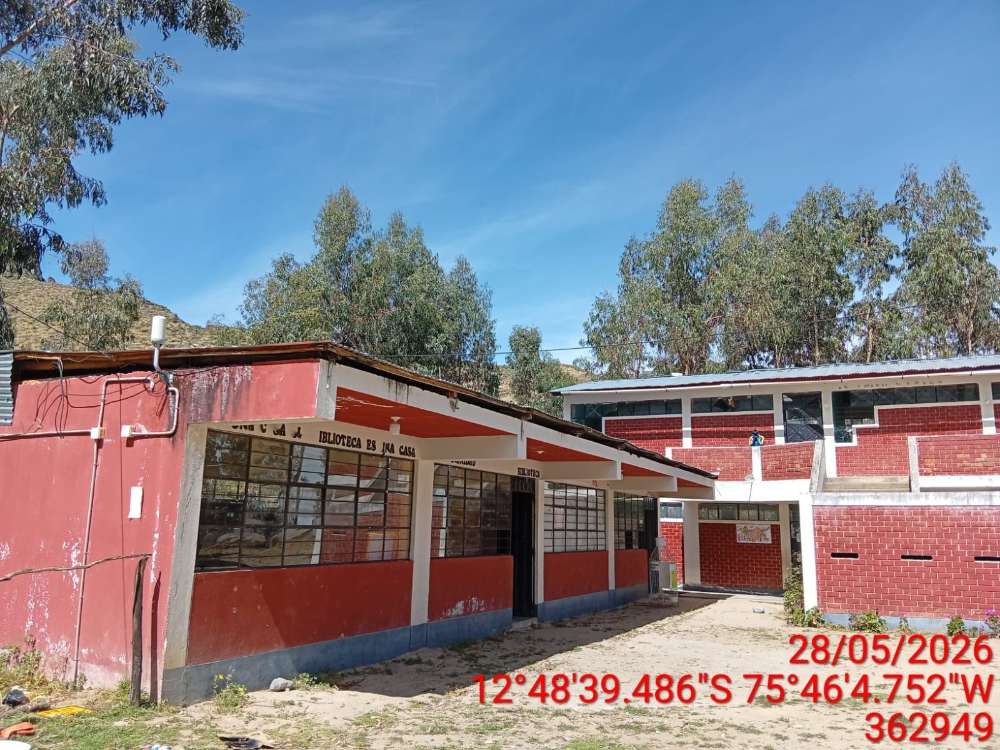 IBLIOTECA ES UNA CASA
BIBLIOTECA
28/05/2026
12°48'39.486"S 75°46'4.752"W
362949